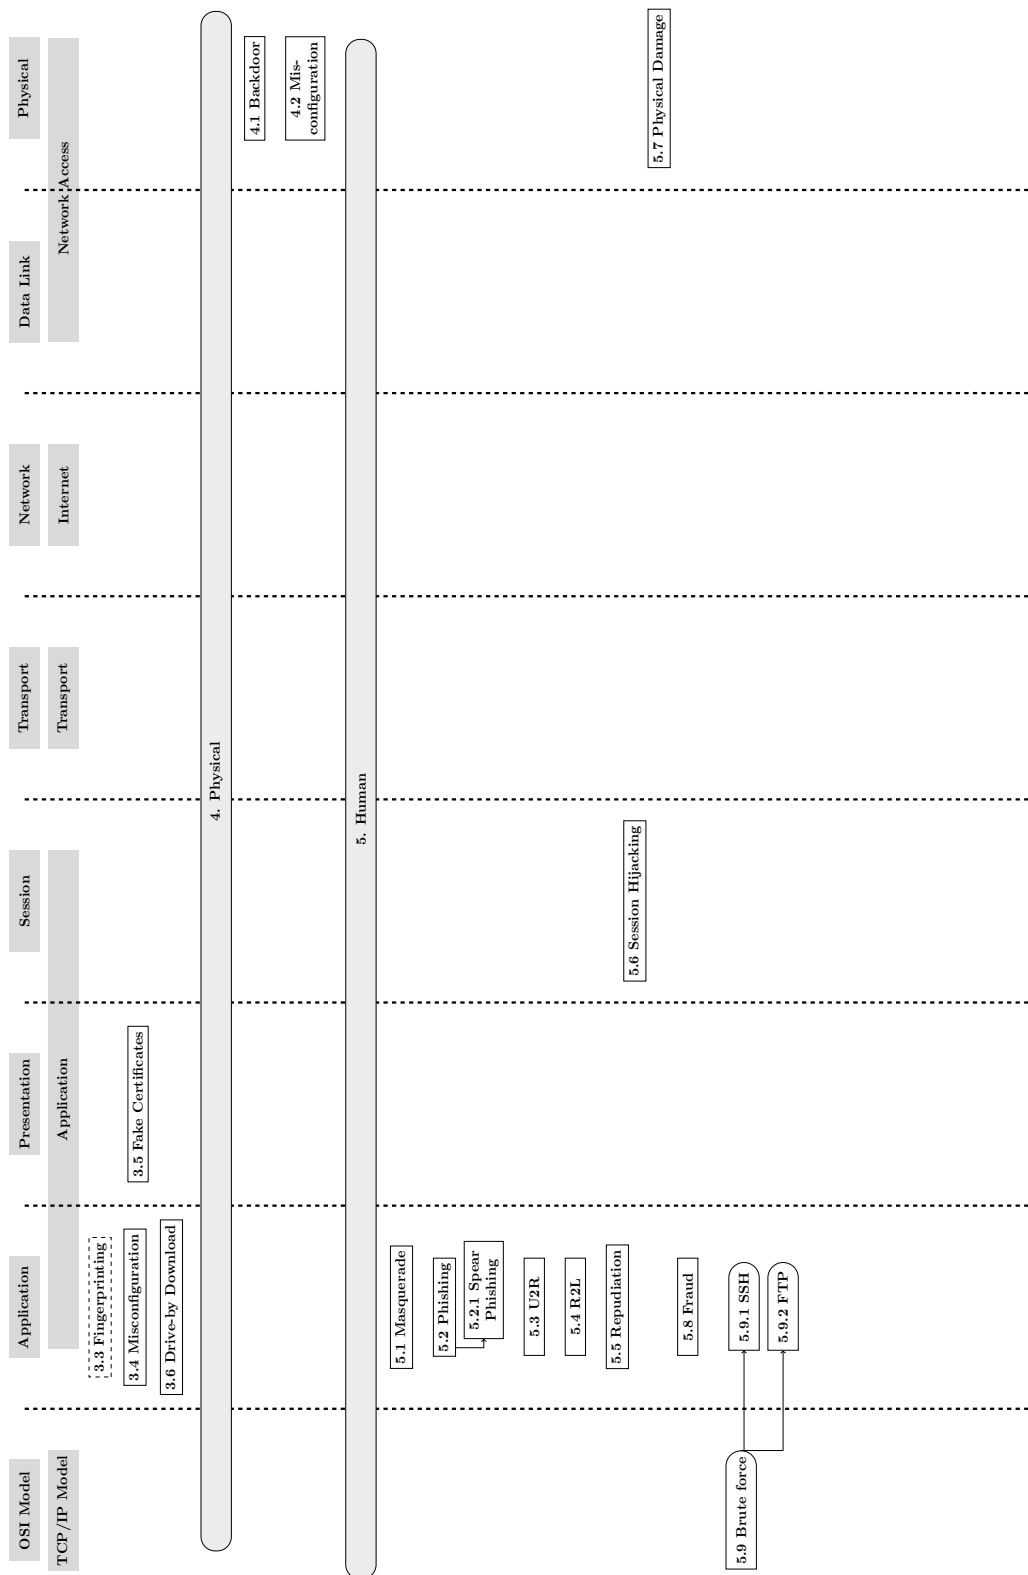 OSI Model
Application
Presentation
Session
Transport
Network
Data Link
Physical
TCP/IP Model
Application
Transport
Internet
Network Access
3.3 Fingerprinting
3.4 Misconfiguration
3.5 Fake Certificates
3.6 Drive-by Download
4. Physical
4.1 Backdoor
4.2 Mis-
configuration
5. Human
5.1 Masquerade
5.2 Phishing
5.2.1 Spear
Phishing
5.3 U2R
5.4 R2L
5.5 Repudiation
5.6 Session Hijacking
5.7 Physical Damage
5.8 Fraud
5.9 Brute force
5.9.1 SSH
5.9.2 FTP